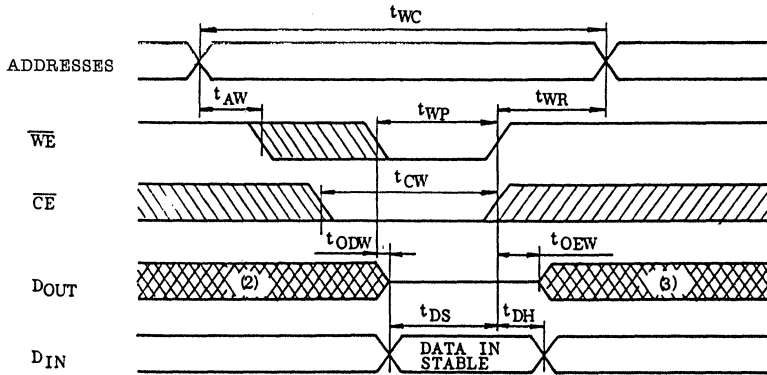 tWC
ADDRESSES
tAW
tWP
tWR
WE
tCW
CE
tODW
tOEW
DOUT
(2)
(3)
tDS
tDH
DIN
DATA IN
STABLE